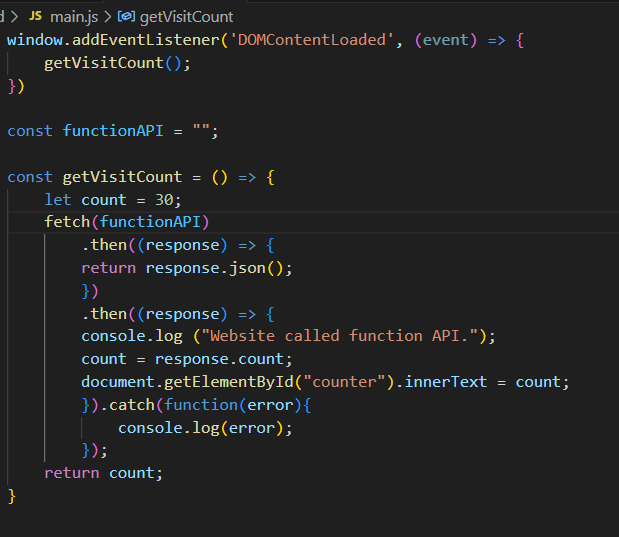 d > JS main.js > getVisitCount
window.addEventListener('DOMContentLoaded', (event) => {
    getVisitCount();
})

const functionAPI = "";

const getVisitCount = () => {
    let count = 30;
    fetch(functionAPI)
        .then((response) => {
        return response.json();
        })
        .then((response) => {
        console.log ("Website called function API.");
        count = response.count;
        document.getElementById("counter").innerText = count;
        }).catch(function(error){
            console.log(error);
        });
    return count;
}